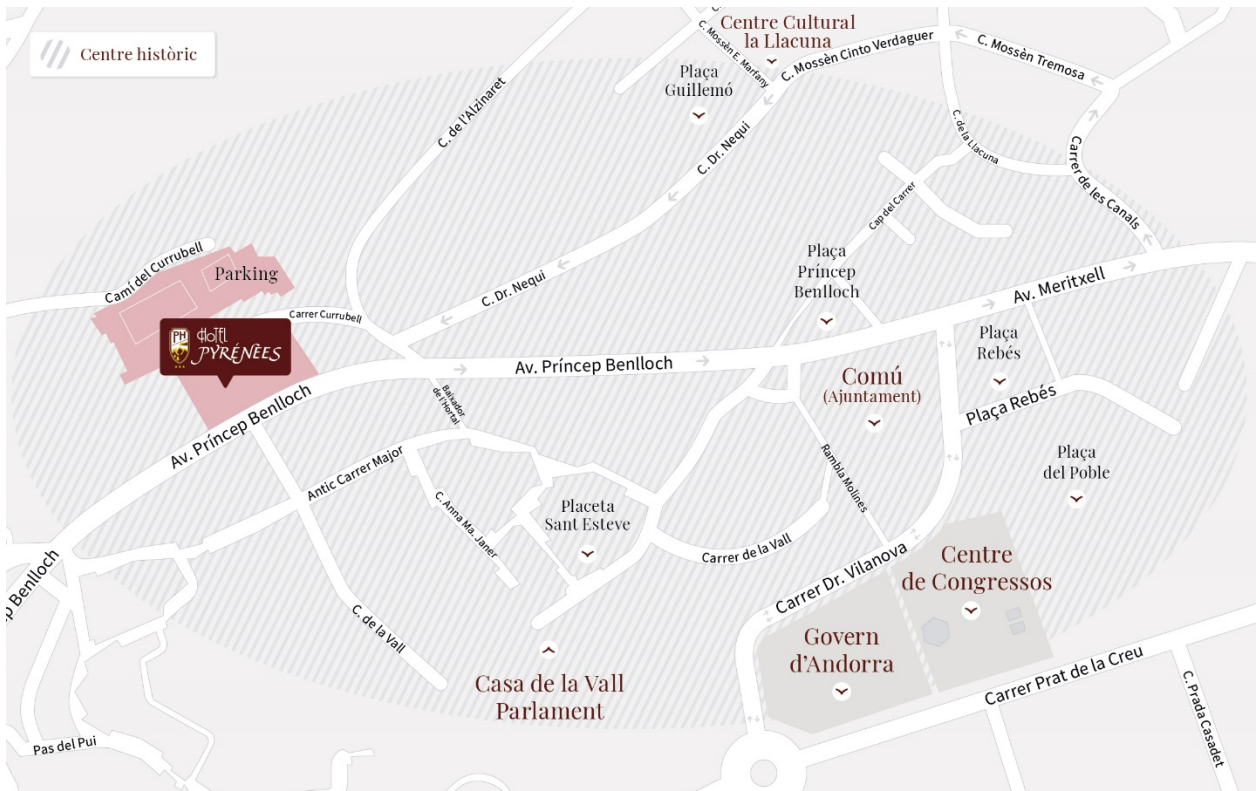 Centre històric
Centre Cultural
la Llacuna
C. Mossèn E. Marfany
C. Mossèn Cinto Verdaguer
C. Mossèn Tremosa
Plaça
Guillemó
C. de l'Alzinaret
C. Dr. Nequi
C. de la Llacuna
Carrer de les Canals
Cap del Carrer
Camí del Currubell
Parking
Plaça
Príncep
Benlloch
C. Dr. Nequi
Av. Meritxell
Carrer Currubell
PH
Hotel
PYRÉNÉES
Plaça
Rebés
Av. Príncep Benlloch
Comú
(Ajuntament)
Baixador
de l'Hortal
Plaça Rebés
Av. Príncep Benlloch
Antic Carrer Major
Rambla Molines
Plaça
del Poble
C. Anna Ma. Janer
Placeta
Sant Esteve
Carrer de la Vall
Carrer Dr. Vilanova
Centre
de Congressos
p Benlloch
C. de la Vall
Govern
d'Andorra
Casa de la Vall
Parlament
Carrer Prat de la Creu
C. Prada Casadet
Pas del Pui